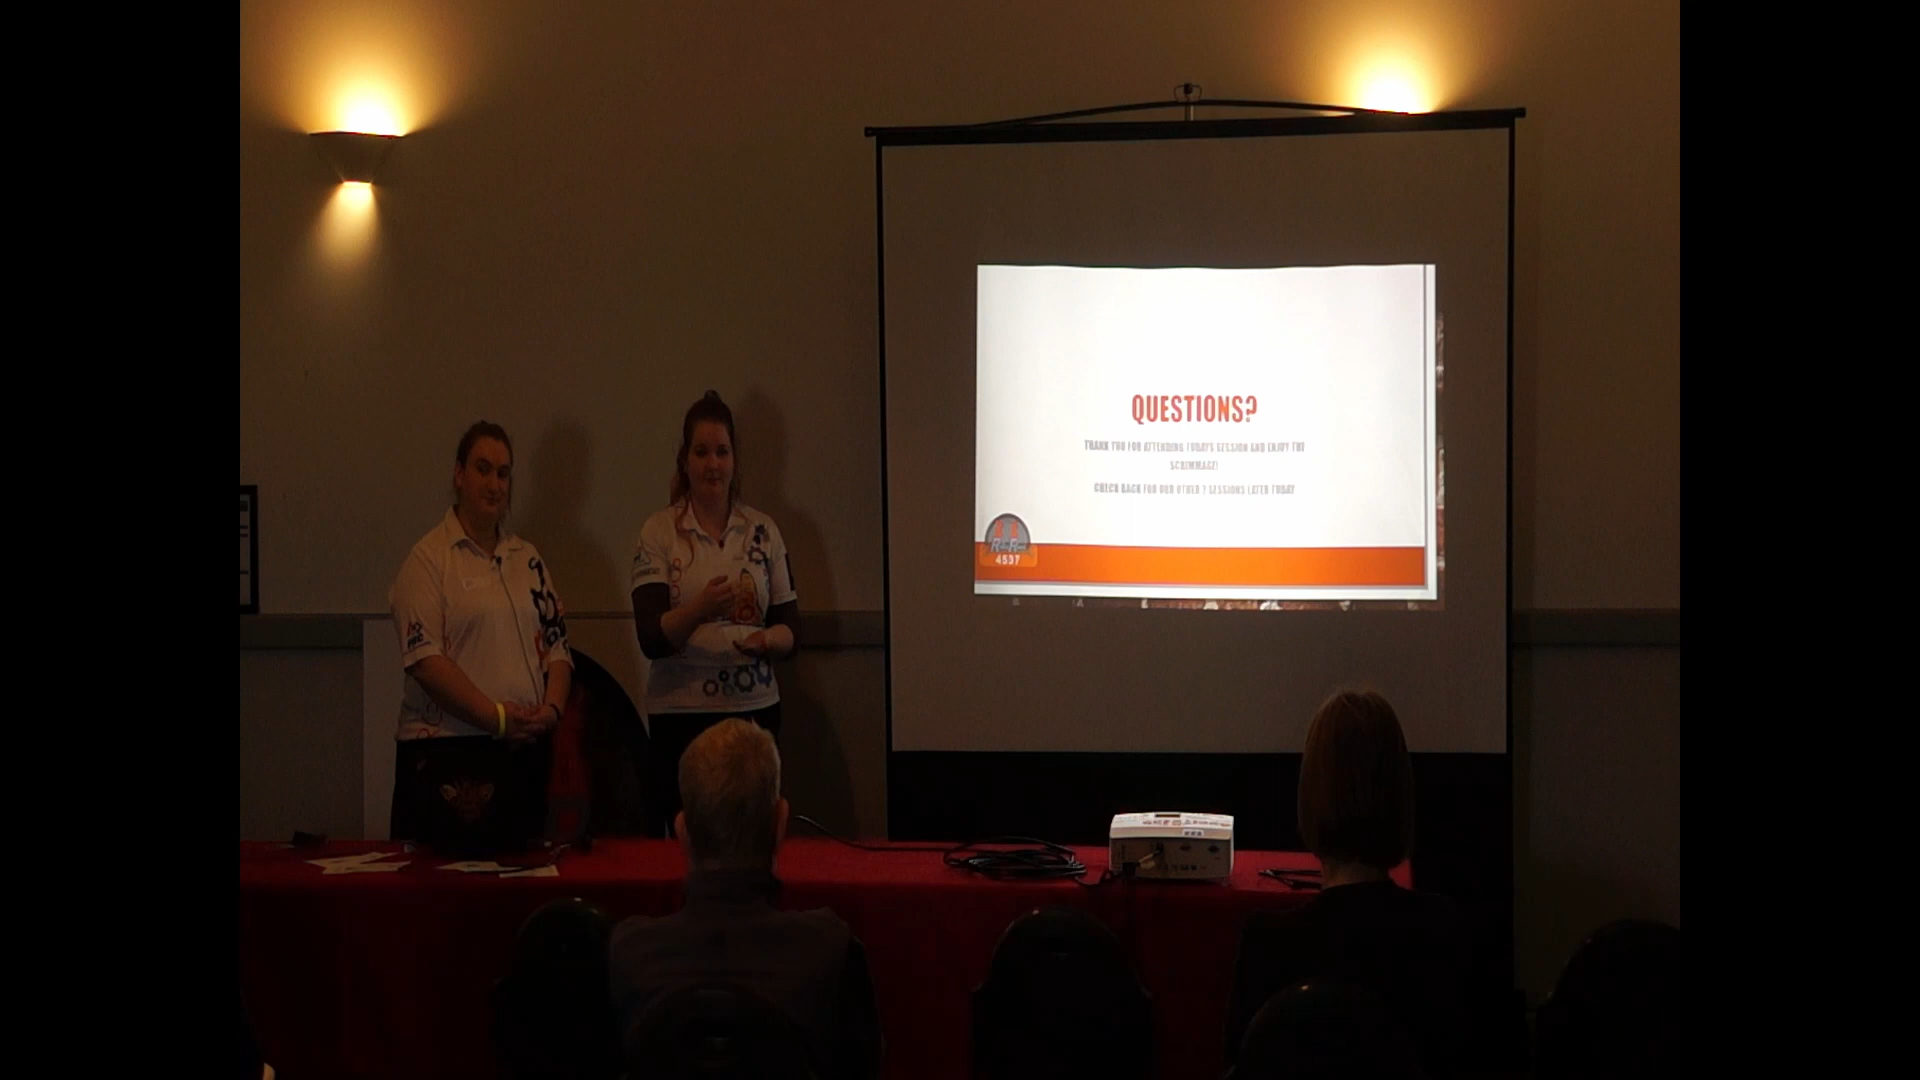 QUESTIONS?
THANK YOU FOR ATTENDING TODAY'S SESSION AND ENJOY THE
SCRIMMAGE!
CHECK BACK FOR OUR OTHER 2 SESSIONS LATER TODAY
4537